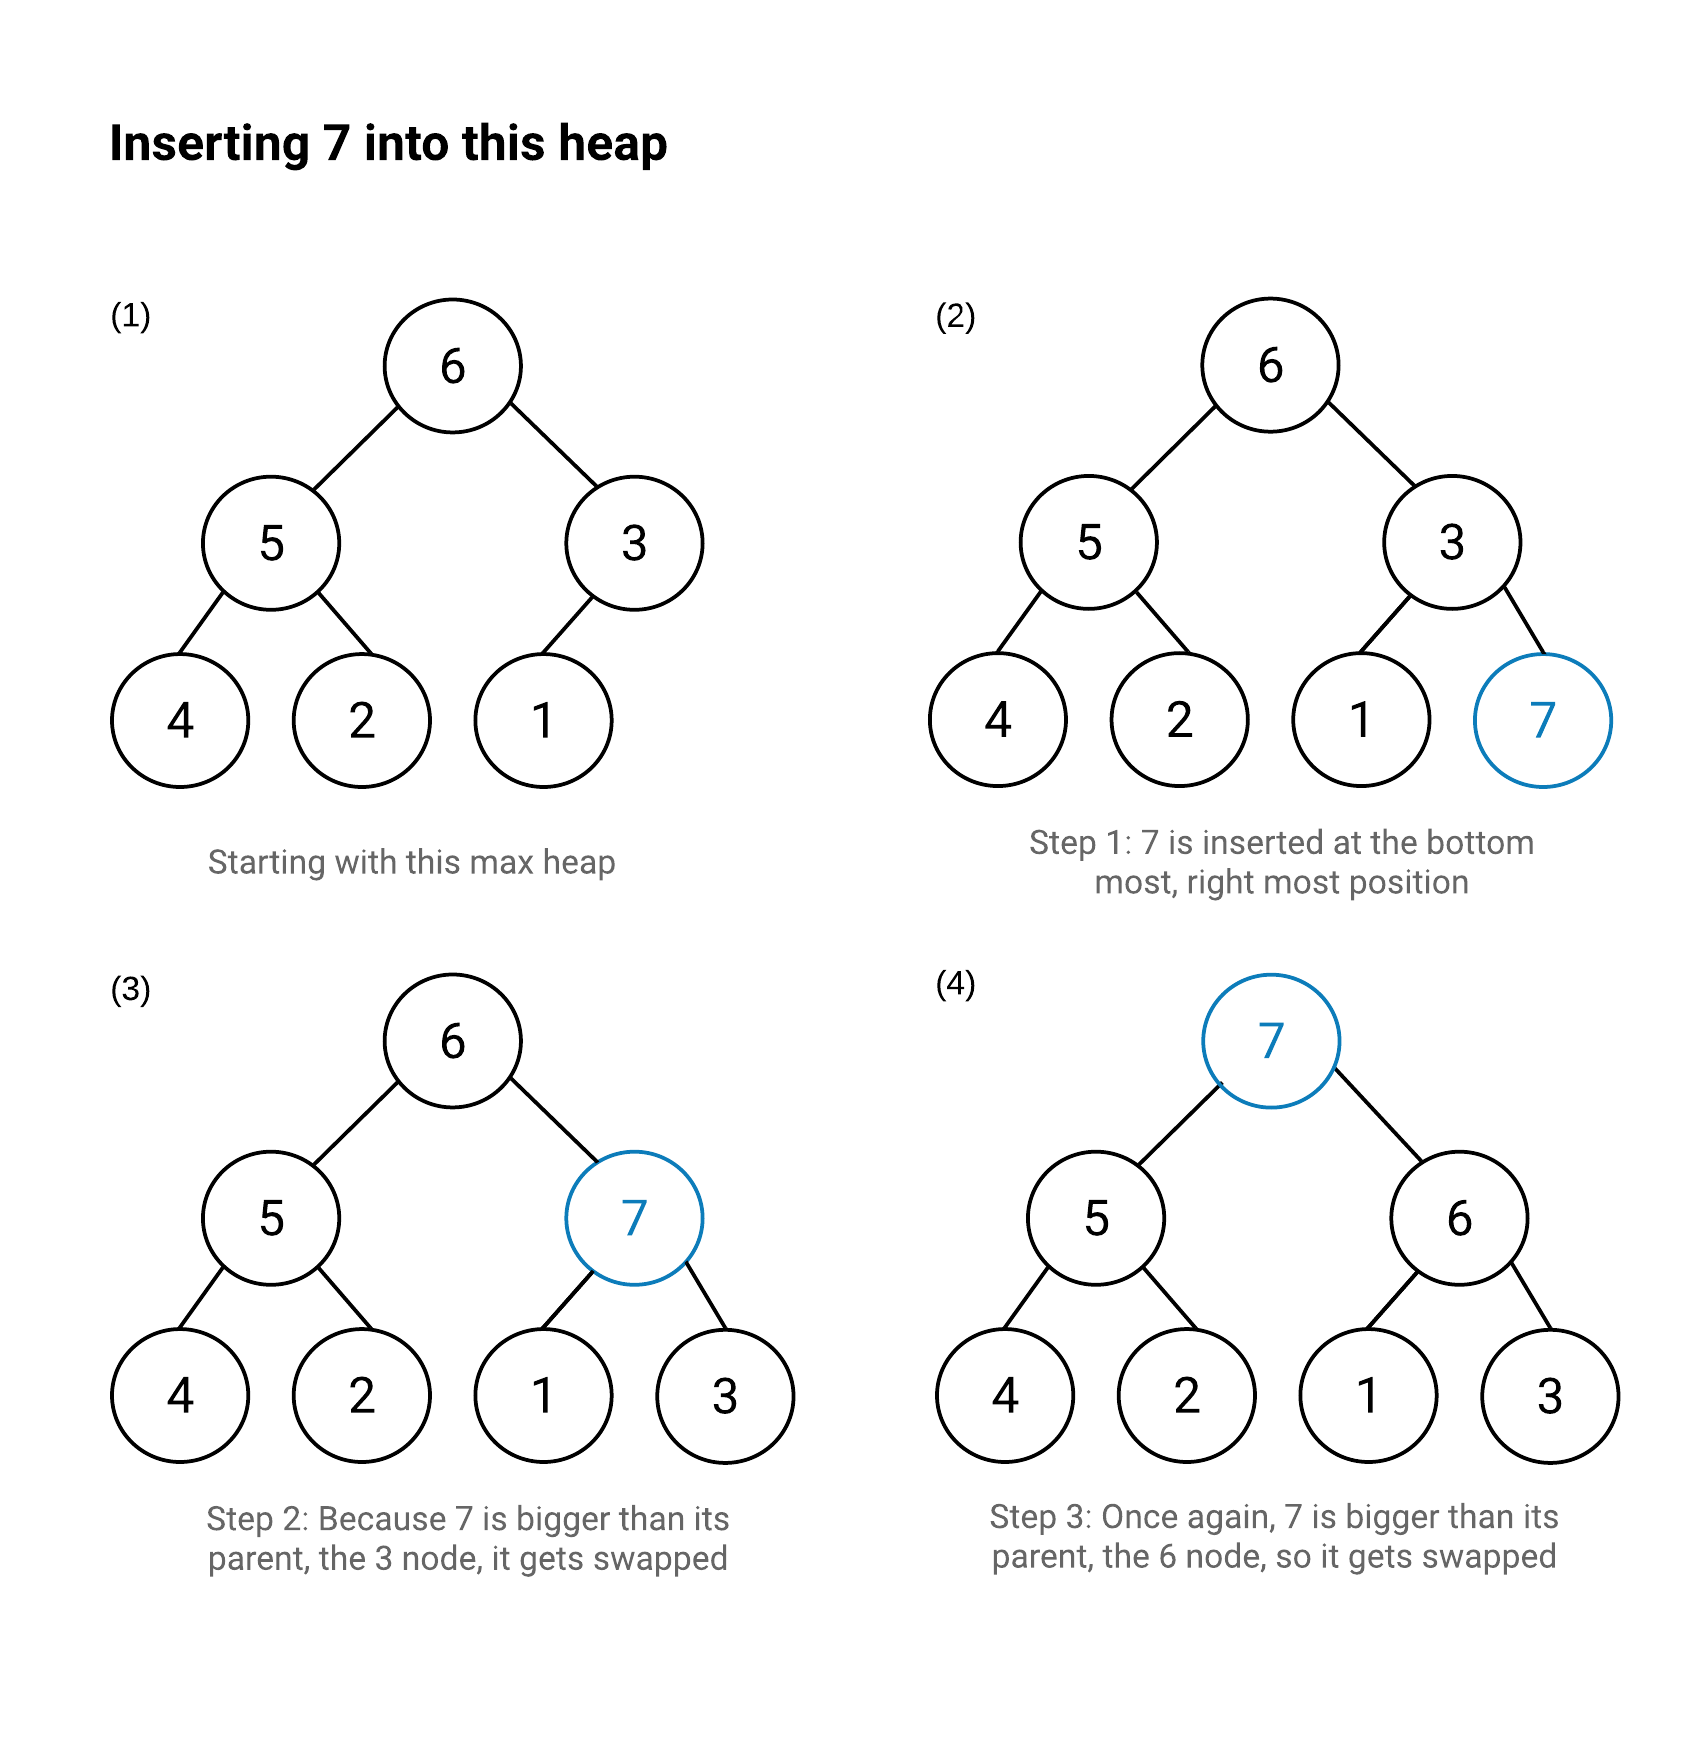 Inserting 7 into this heap
(1)
6
5 3
4 2 1
Starting with this max heap
(2)
6
5 3
4 2 1 7
Step 1: 7 is inserted at the bottom
most, right most position
(3)
6
5 7
4 2 1 3
Step 2: Because 7 is bigger than its
parent, the 3 node, it gets swapped
(4)
7
5 6
4 2 1 3
Step 3: Once again, 7 is bigger than its
parent, the 6 node, so it gets swapped